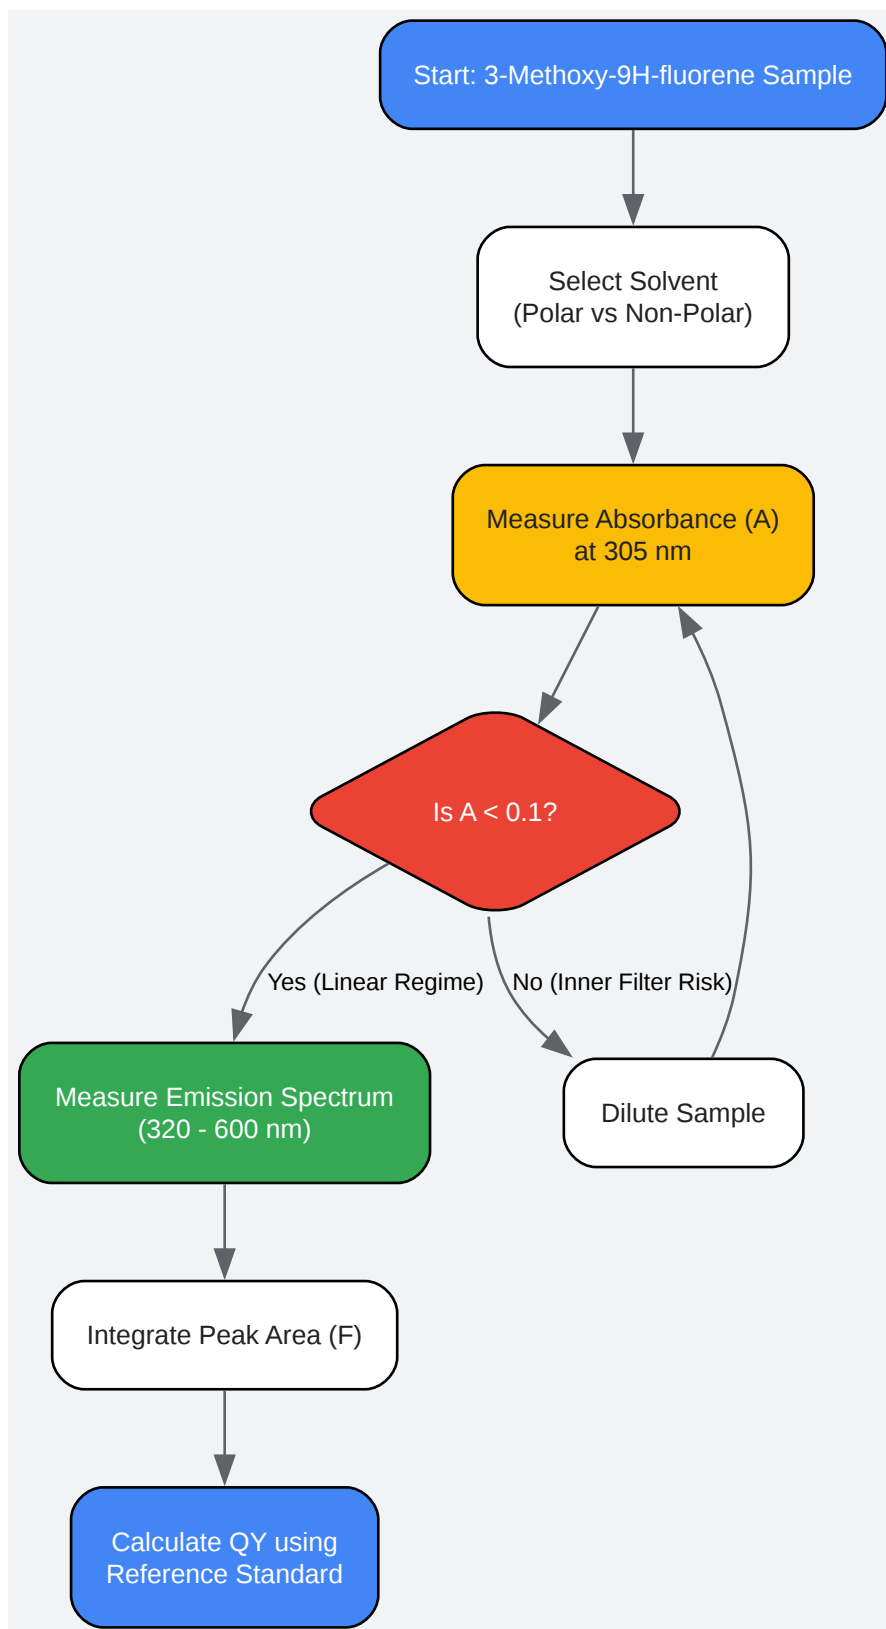 Start: 3-Methoxy-9H-fluorene Sample
Select Solvent
(Polar vs Non-Polar)
Measure Absorbance (A)
at 305 nm
Is A < 0.1?
Yes (Linear Regime)
No (Inner Filter Risk)
Measure Emission Spectrum
(320 - 600 nm)
Dilute Sample
Integrate Peak Area (F)
Calculate QY using
Reference Standard